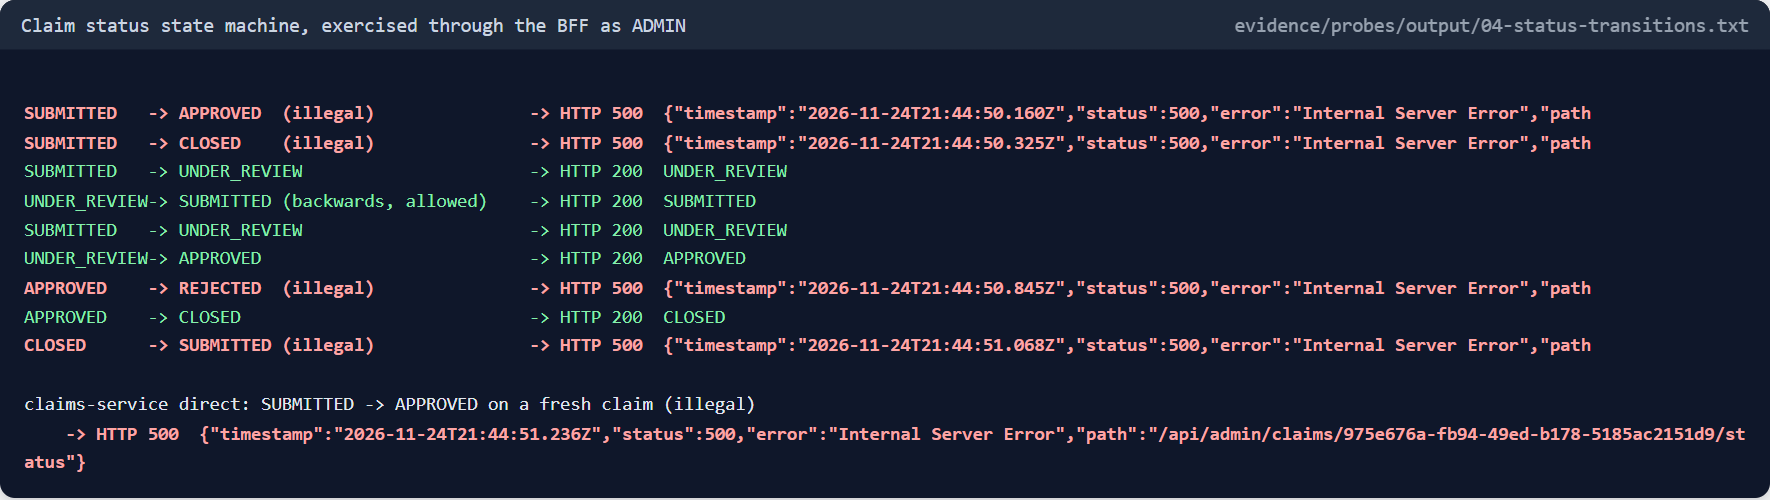 Claim status state machine, exercised through the BFF as ADMIN
evidence/probes/output/04-status-transitions.txt
SUBMITTED   -> APPROVED  (illegal)               -> HTTP 500  {"timestamp":"2026-11-24T21:44:50.160Z","status":500,"error":"Internal Server Error","path
SUBMITTED   -> CLOSED    (illegal)               -> HTTP 500  {"timestamp":"2026-11-24T21:44:50.325Z","status":500,"error":"Internal Server Error","path
SUBMITTED   -> UNDER_REVIEW                      -> HTTP 200  UNDER_REVIEW
UNDER_REVIEW-> SUBMITTED (backwards, allowed)    -> HTTP 200  SUBMITTED
SUBMITTED   -> UNDER_REVIEW                      -> HTTP 200  UNDER_REVIEW
UNDER_REVIEW-> APPROVED                          -> HTTP 200  APPROVED
APPROVED    -> REJECTED  (illegal)               -> HTTP 500  {"timestamp":"2026-11-24T21:44:50.845Z","status":500,"error":"Internal Server Error","path
APPROVED    -> CLOSED                            -> HTTP 200  CLOSED
CLOSED      -> SUBMITTED (illegal)               -> HTTP 500  {"timestamp":"2026-11-24T21:44:51.068Z","status":500,"error":"Internal Server Error","path
claims-service direct: SUBMITTED -> APPROVED on a fresh claim (illegal)
    -> HTTP 500  {"timestamp":"2026-11-24T21:44:51.236Z","status":500,"error":"Internal Server Error","path":"/api/admin/claims/975e676a-fb94-49ed-b178-5185ac2151d9/st
atus"}